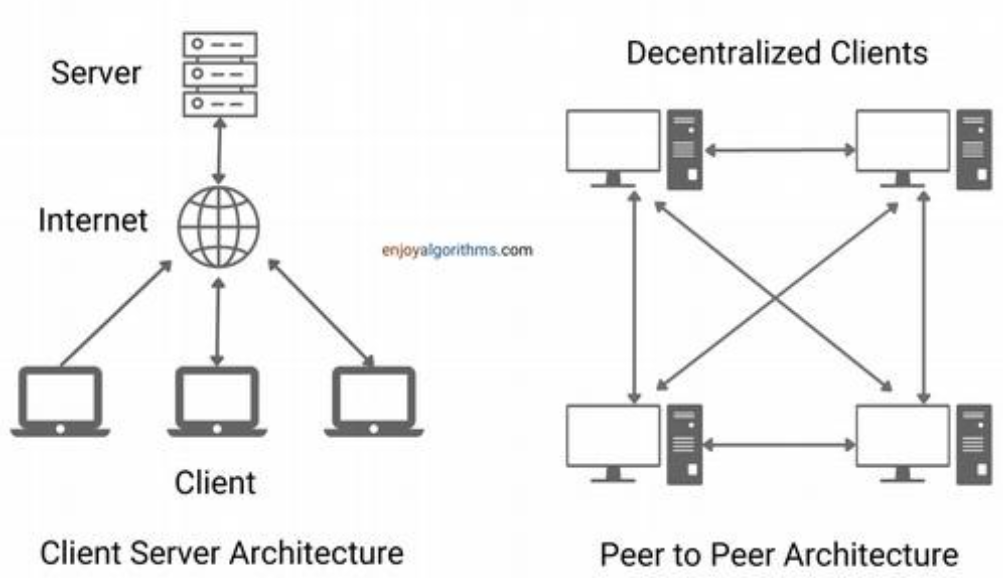 Server
Internet
Client
Client Server Architecture
enjoyalgorithms.com
Decentralized Clients
Peer to Peer Architecture